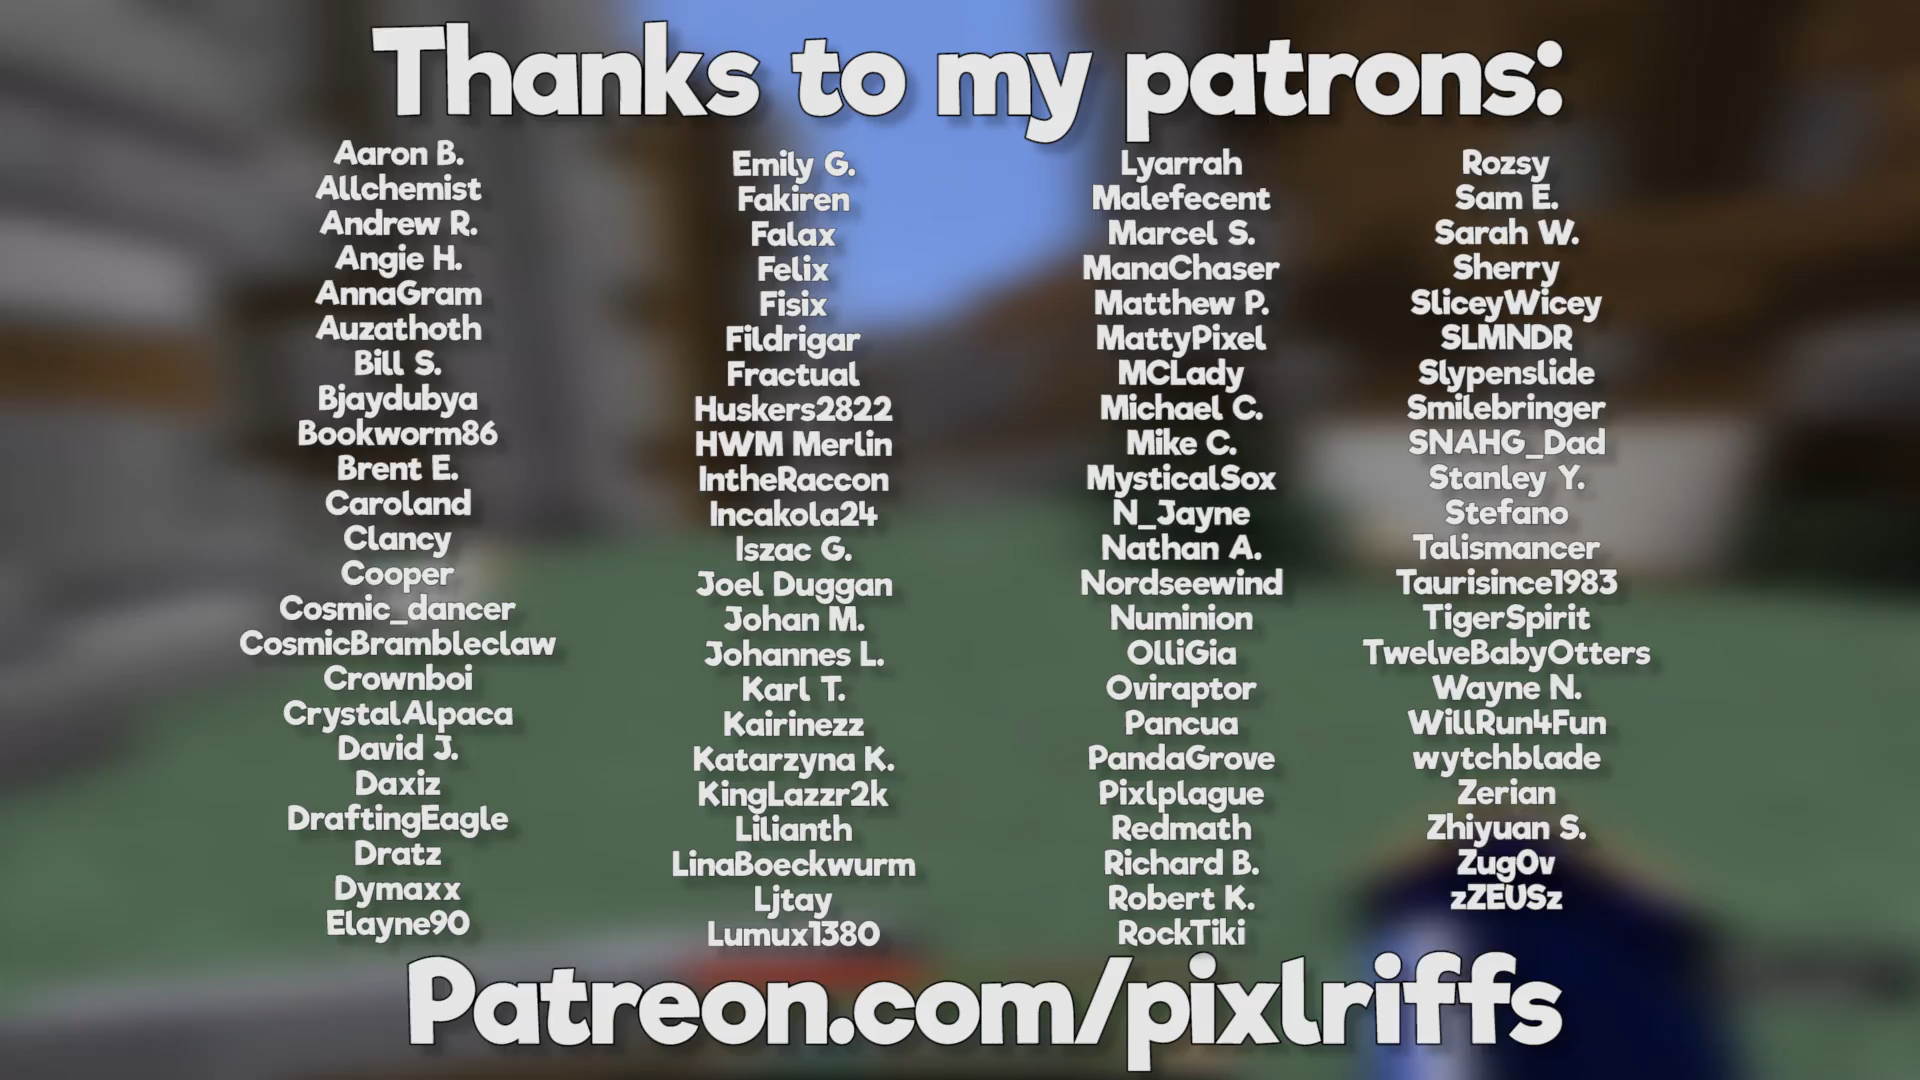 Thanks to my patrons:
Aaron B.
Allchemist
Andrew R.
Angie H.
AnnaGram
Auzathoth
Bill S.
Bjaydubya
Bookworm86
Brent E.
Caroland
Clancy
Cooper
Cosmic_dancer
CosmicBrambleclaw
Crownboi
CrystalAlpaca
David J.
Daxiz
DraftingEagle
Dratz
Dymaxx
Elayne90
Emily G.
Fakiren
Falax
Felix
Fisix
Fildrigar
Fractual
Huskers2822
HWM Merlin
IntheRaccon
Incakola24
Iszac G.
Joel Duggan
Johan M.
Johannes L.
Karl T.
Kairinezz
Katarzyna K.
KingLazzr2k
Lilianth
LinaBoeckwurm
Ljtay
Lumux1380
Lyarrah
Malefecent
Marcel S.
ManaChaser
Matthew P.
MattyPixel
MCLady
Michael C.
Mike C.
MysticalSox
N_Jayne
Nathan A.
Nordseewind
Numinion
OlliGia
Oviraptor
Pancua
PandaGrove
Pixlplague
Redmath
Richard B.
Robert K.
RockTiki
Rozsy
Sam E.
Sarah W.
Sherry
SliceyWicey
SLMNDR
Slypenslide
Smilebringer
SNAHG_Dad
Stanley Y.
Stefano
Talismancer
Taurisince1983
TigerSpirit
TwelveBabyOtters
Wayne N.
WillRun4Fun
wytchblade
Zerian
Zhiyuan S.
Zug0v
zZEUSz
Patreon.com/pixlriffs